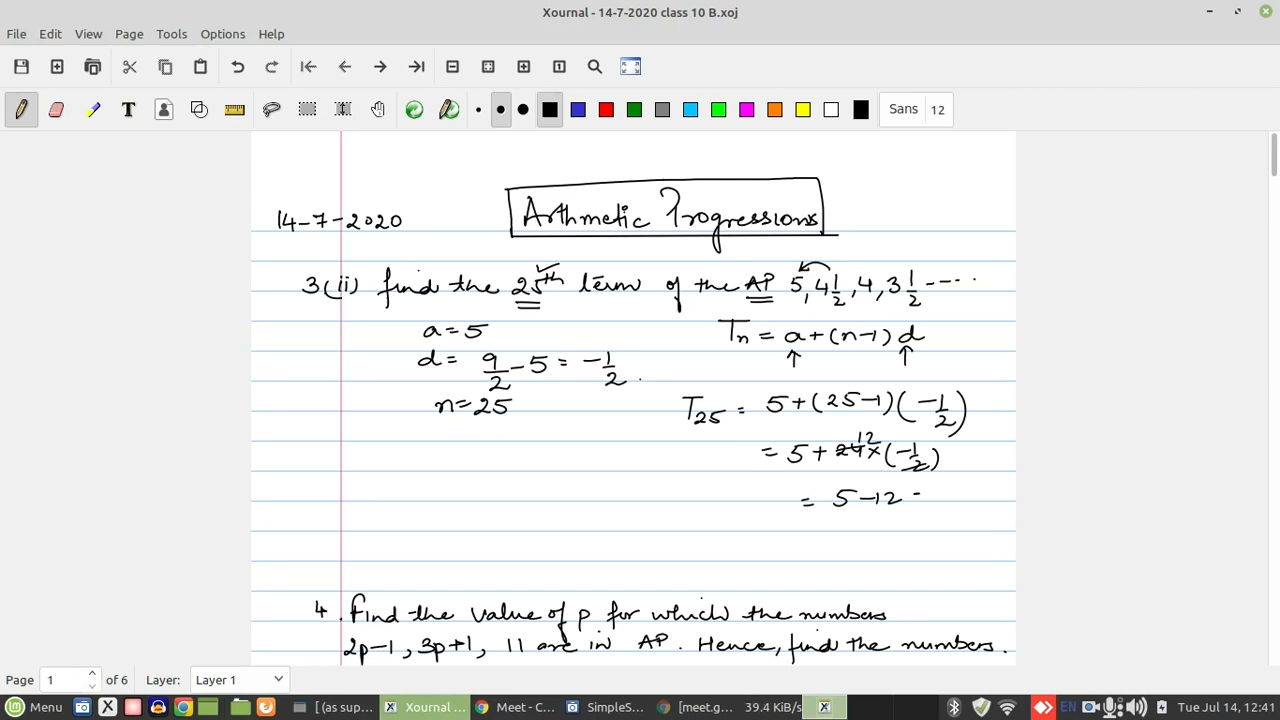 Xournal - 14-7-2020 class 10 B.xoj
File Edit View Page Tools Options Help
Sans 12
14-7-2020
Arthmetic Progressions
3(ii) find the 25th term of the AP 5, 4 1/2, 4, 3 1/2 ----...
a = 5
Tn = a + (n-1) d
d = 9/2 - 5 = -1/2
n = 25
T25 = 5 + (25-1) (-1/2)
= 5 + 24 12 × (-1/2)
= 5 - 12 -
4. Find the value of p for which the numbers
2p-1, 3p+1, 11 are in AP. Hence, find the numbers.
Page 1 of 6 Layer: Layer 1
Menu [(as sup... Xournal ... Meet - C... SimpleS... [meet.g... 39.4 KiB/s EN Tue Jul 14, 12:41